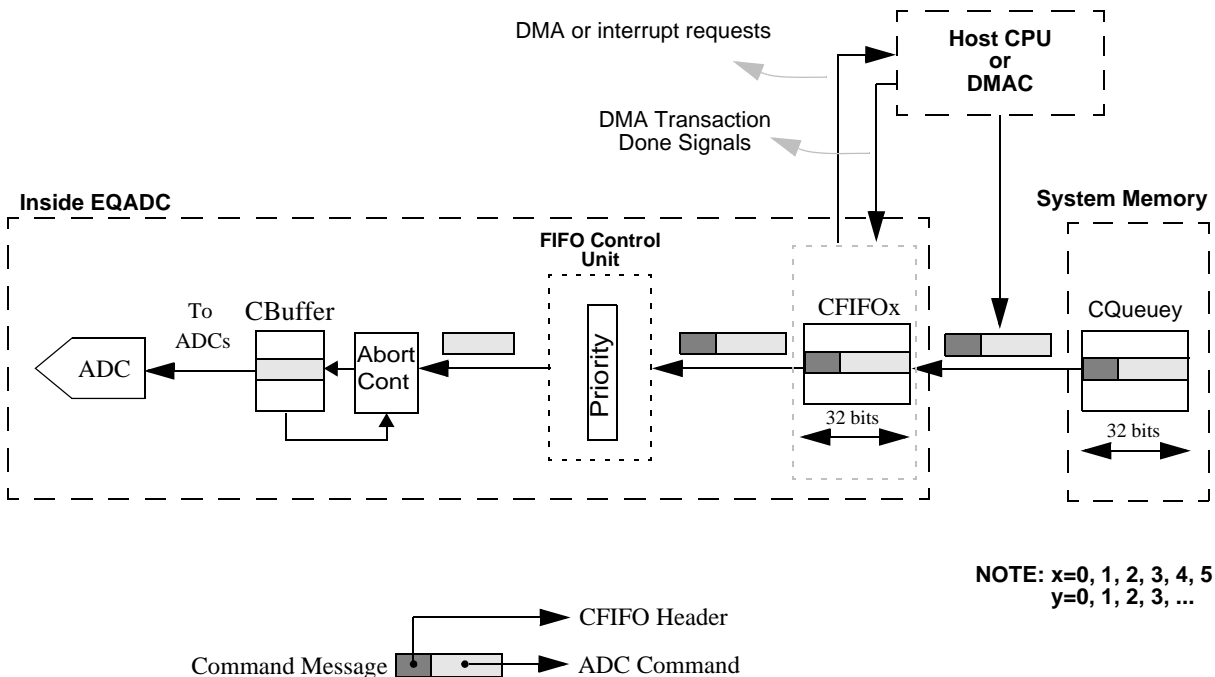 DMA or interrupt requests
Host CPU
or
DMAC
DMA Transaction
Done Signals
Inside EQADC
System Memory
FIFO Control
Unit
To
ADCs
CBuffer
CFIFOx
CQueuey
ADC
Abort
Cont
Priority
32 bits
32 bits
NOTE: x=0, 1, 2, 3, 4, 5
y=0, 1, 2, 3, ...
CFIFO Header
Command Message
ADC Command